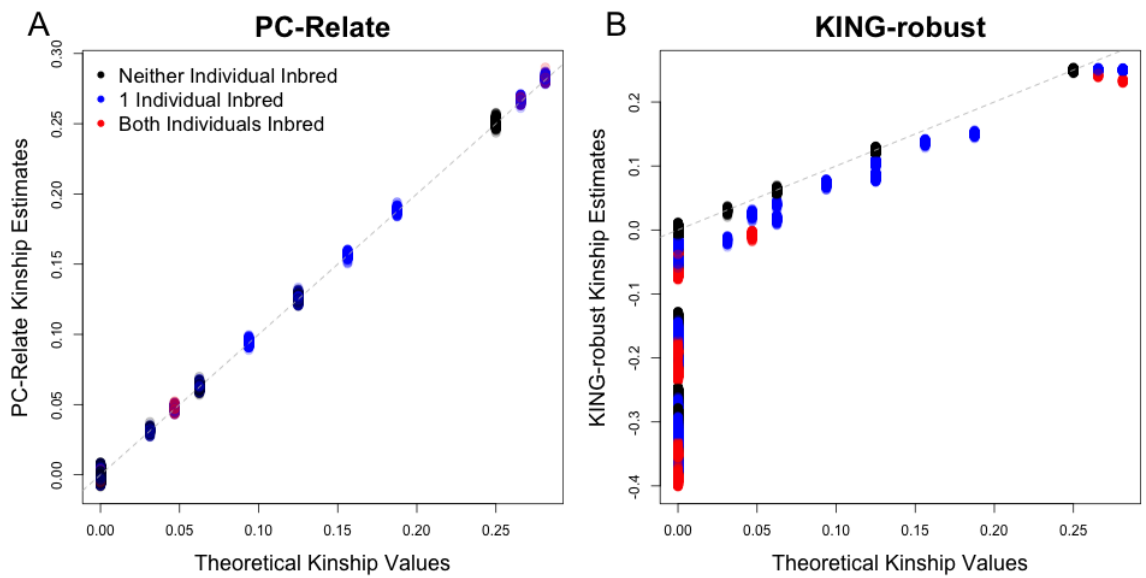 A
PC-Relate
PC-Relate Kinship Estimates
0.30
0.25
0.20
0.15
0.10
0.05
0.00
Neither Individual Inbred
1 Individual Inbred
Both Individuals Inbred
0.00 0.05 0.10 0.15 0.20 0.25
Theoretical Kinship Values
B
KING-robust
KING-robust Kinship Estimates
0.2
0.1
0.0
-0.1
-0.2
-0.3
-0.4
0.00 0.05 0.10 0.15 0.20 0.25
Theoretical Kinship Values